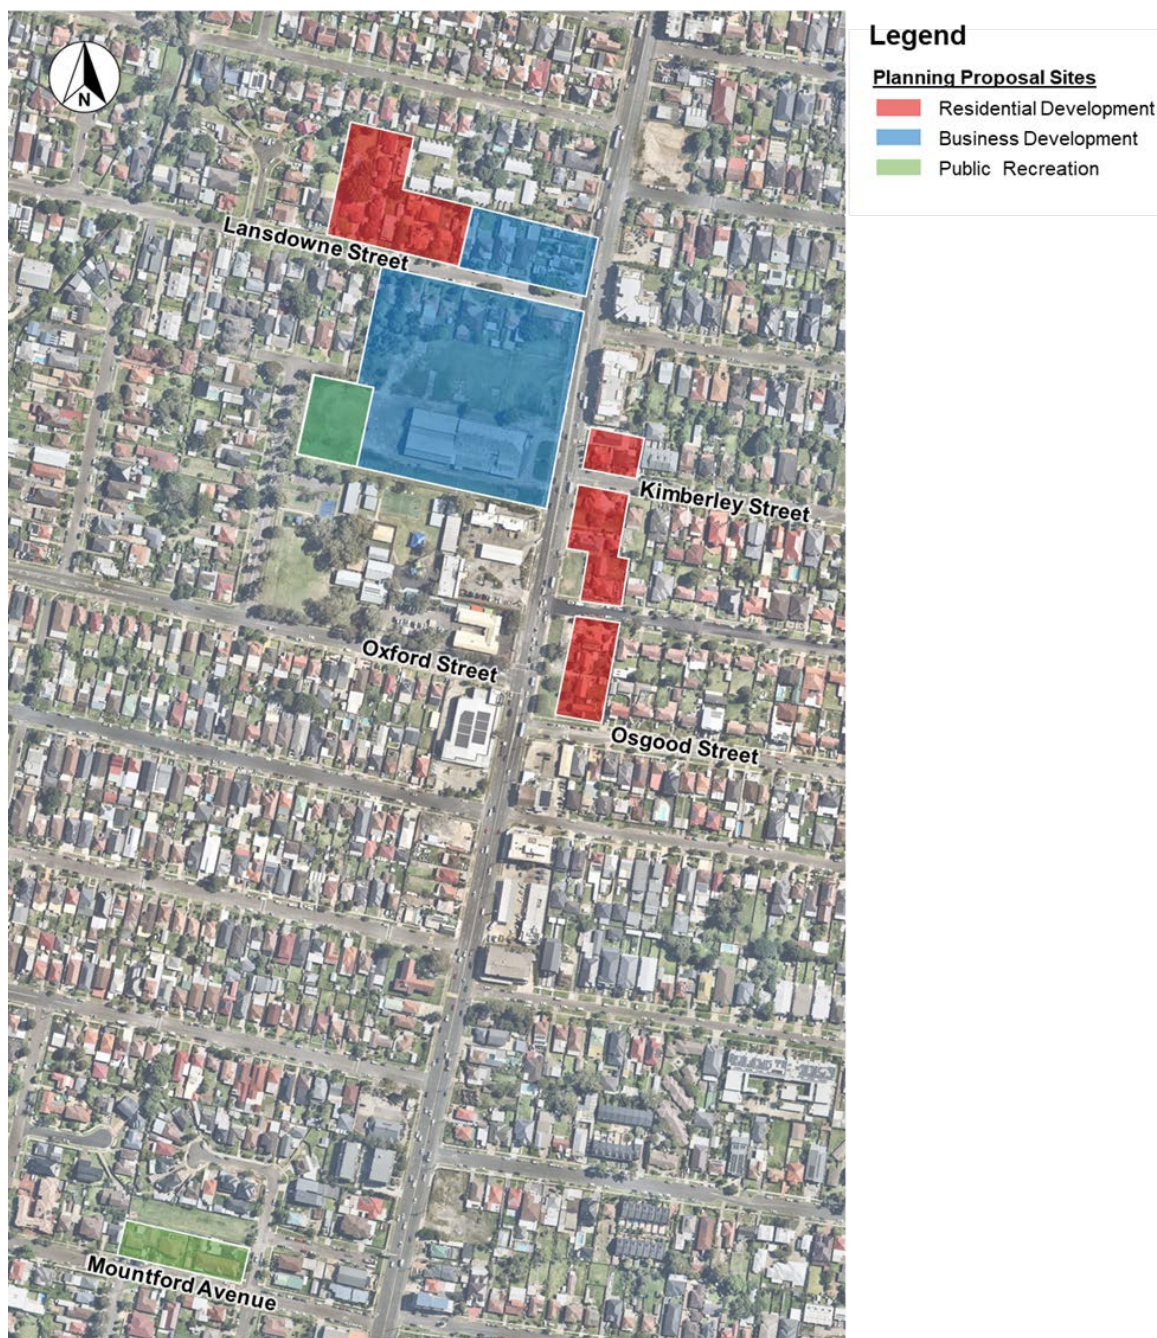 Legend
Planning Proposal Sites
Residential Development
Business Development
Public Recreation
N
Lansdowne Street
Kimberley Street
Oxford Street
Osgood Street
Mountford Avenue